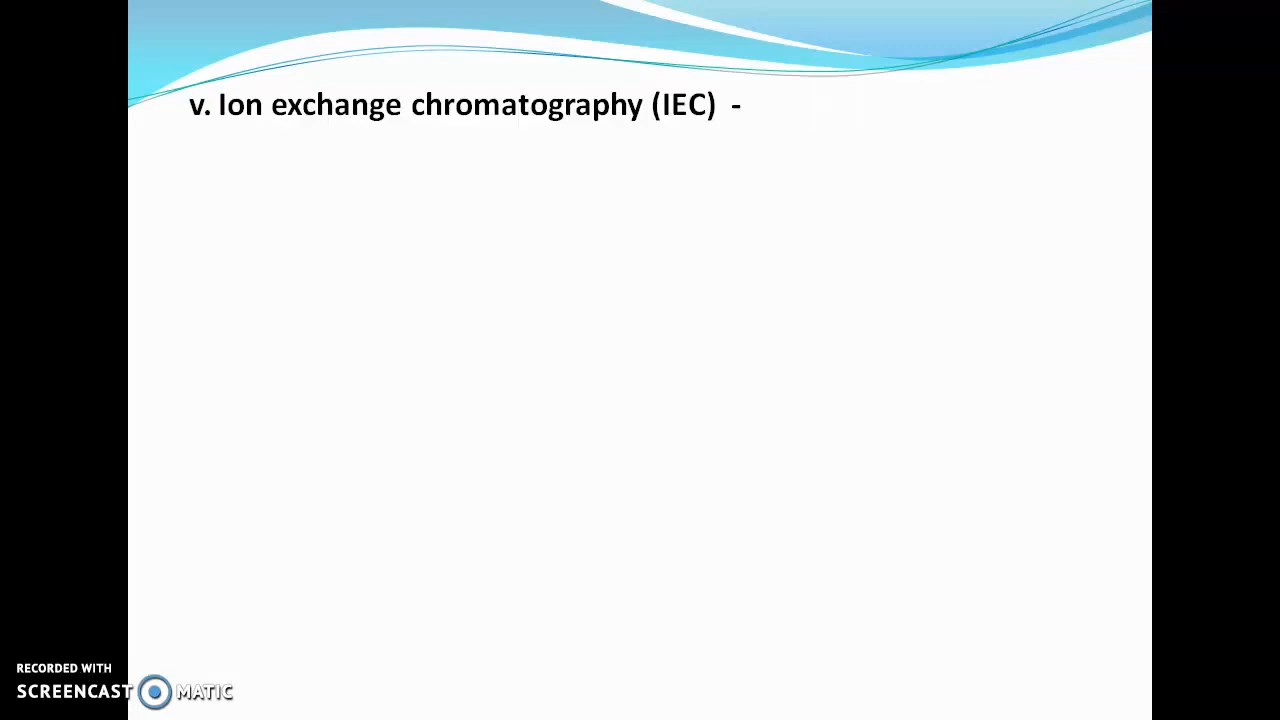 v. Ion exchange chromatography (IEC) -
RECORDED WITH
SCREENCAST MATIC